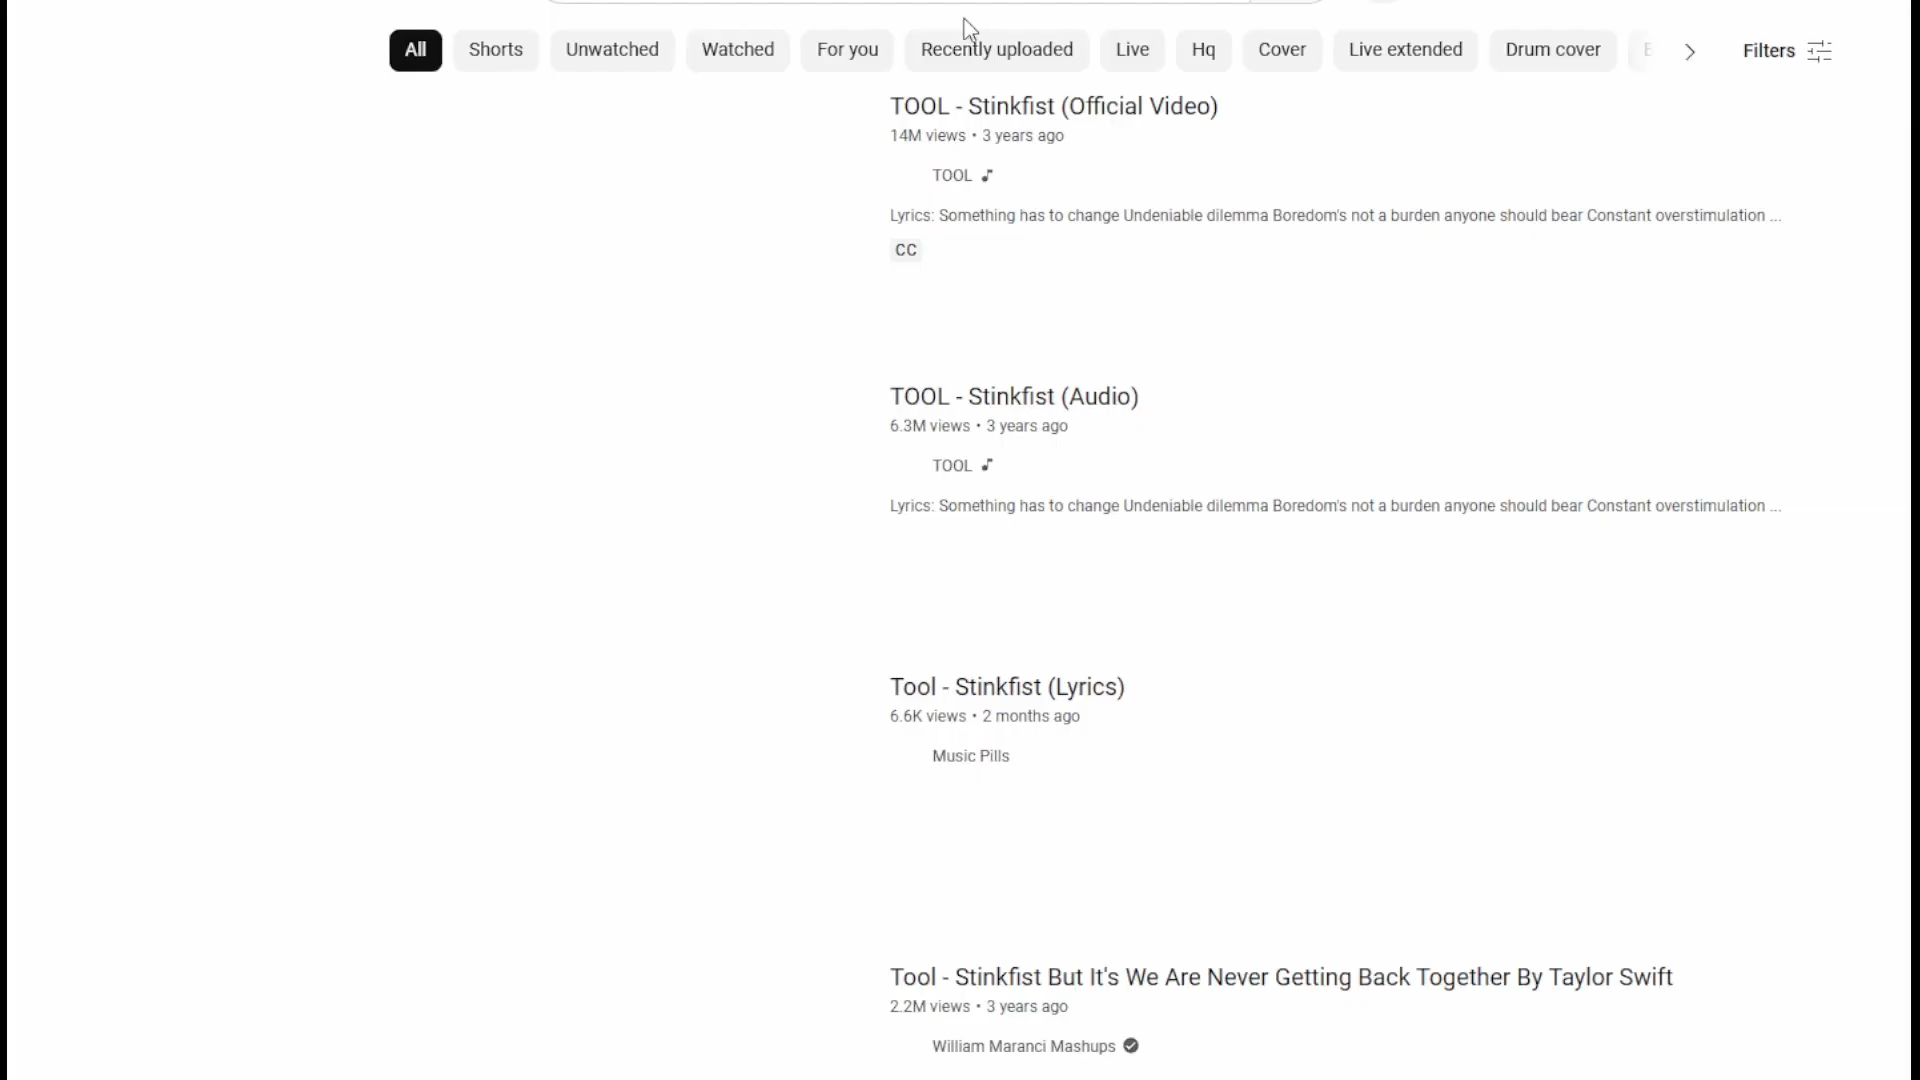 All Shorts Unwatched Watched For you Recently uploaded Live Hq Cover Live extended Drum cover Filters
TOOL - Stinkfist (Official Video)
14M views • 3 years ago
TOOL
Lyrics: Something has to change Undeniable dilemma Boredom's not a burden anyone should bear Constant overstimulation ...
CC
TOOL - Stinkfist (Audio)
6.3M views • 3 years ago
TOOL
Lyrics: Something has to change Undeniable dilemma Boredom's not a burden anyone should bear Constant overstimulation ...
Tool - Stinkfist (Lyrics)
6.6K views • 2 months ago
Music Pills
Tool - Stinkfist But It's We Are Never Getting Back Together By Taylor Swift
2.2M views • 3 years ago
William Maranci Mashups